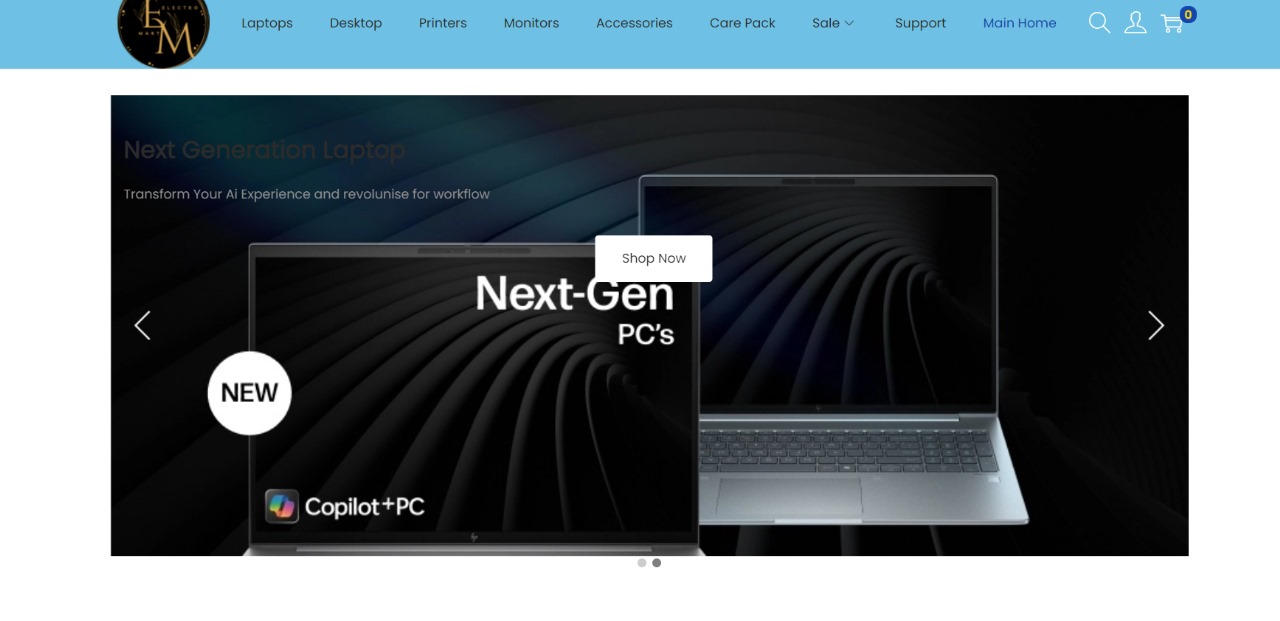 ELECTRO
EM
MART
Laptops Desktop Printers Monitors Accessories Care Pack Sale Support Main Home 0
Next Generation Laptop
Transform Your Ai Experience and revolunise for workflow
Shop Now
Next-Gen
PC's
NEW
Copilot+PC
hp